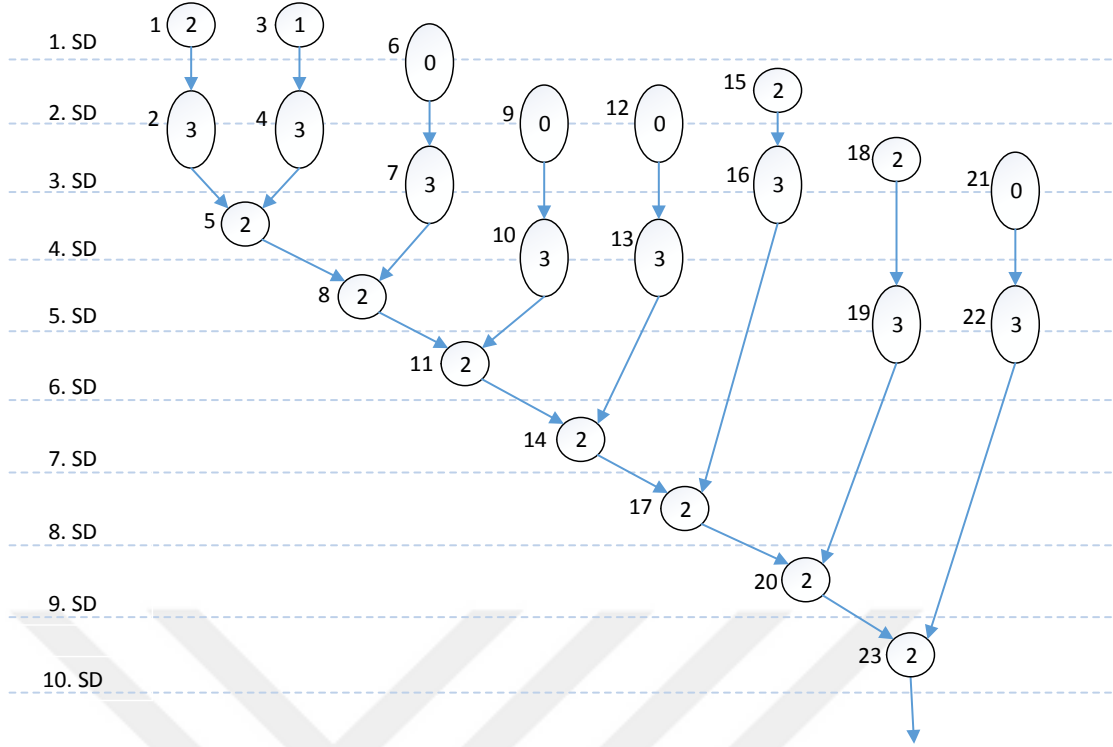 1 2 3 1
6 0
1. SD
15 2
9 0 12 0
2. SD
2 3 4 3
18 2
7 3 16 3 21 0
3. SD
5 2
10 3 13 3
4. SD
8 2
5. SD
19 3 22 3
11 2
6. SD
14 2
7. SD
17 2
8. SD
20 2
9. SD
23 2
10. SD